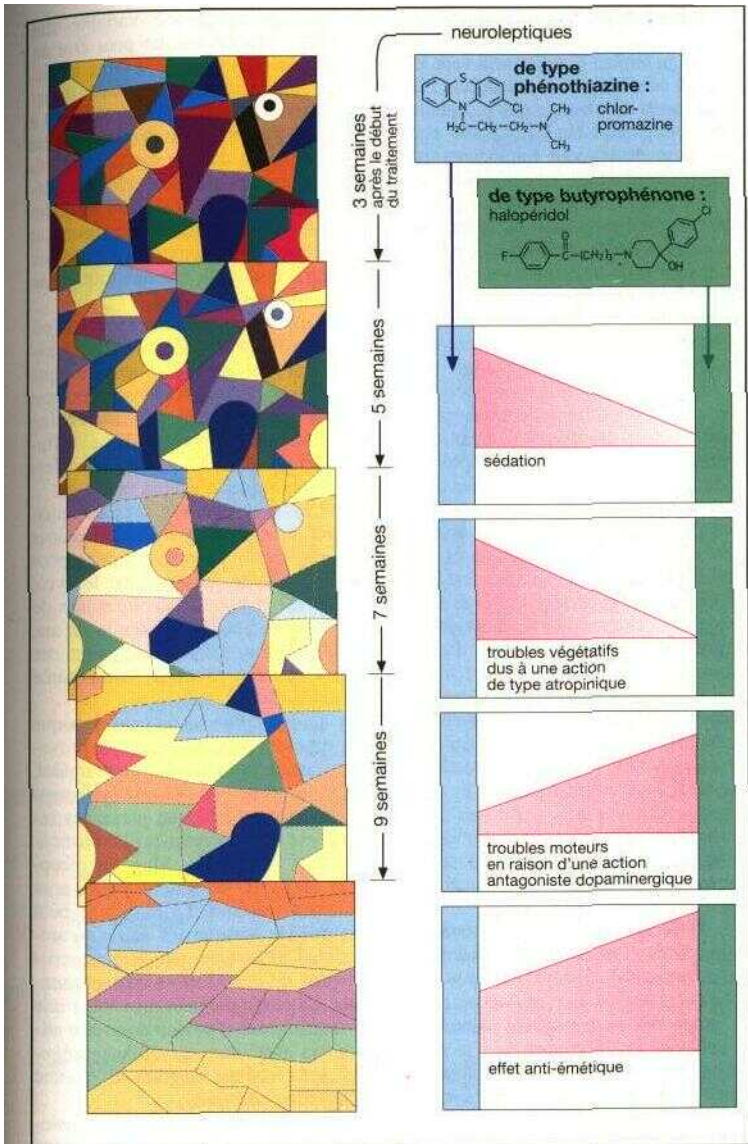 neuroleptiques
de type
phénothiazine :
chlor-
promazine
S
N
Cl
CH₃
H₂C—CH₂—CH₂—N
CH₃
3 semaines
après le début
du traitement
de type butyrophénone :
halopéridol
Cl
O
F
C—(CH₂)₃—N
OH
5 semaines
sédation
7 semaines
troubles végétatifs
dus à une action
de type atropinique
9 semaines
troubles moteurs
en raison d'une action
antagoniste dopaminergique
effet anti-émétique